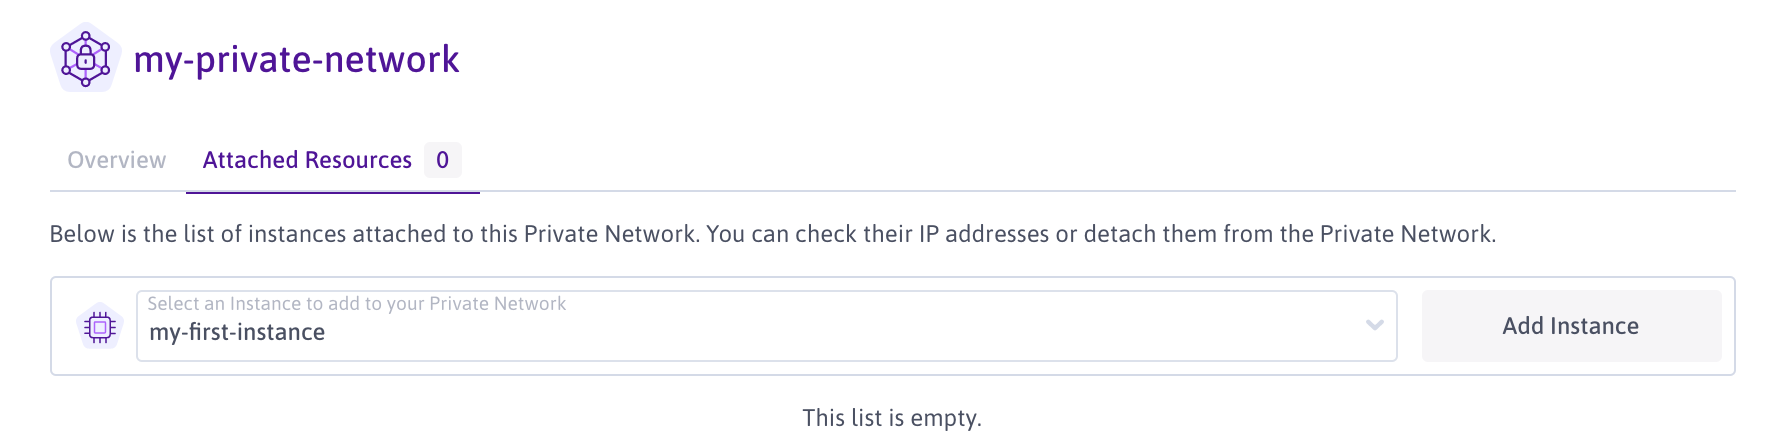 my-private-network
Overview
Attached Resources 0
Below is the list of instances attached to this Private Network. You can check their IP addresses or detach them from the Private Network.
Select an Instance to add to your Private Network
my-first-instance
Add Instance
This list is empty.